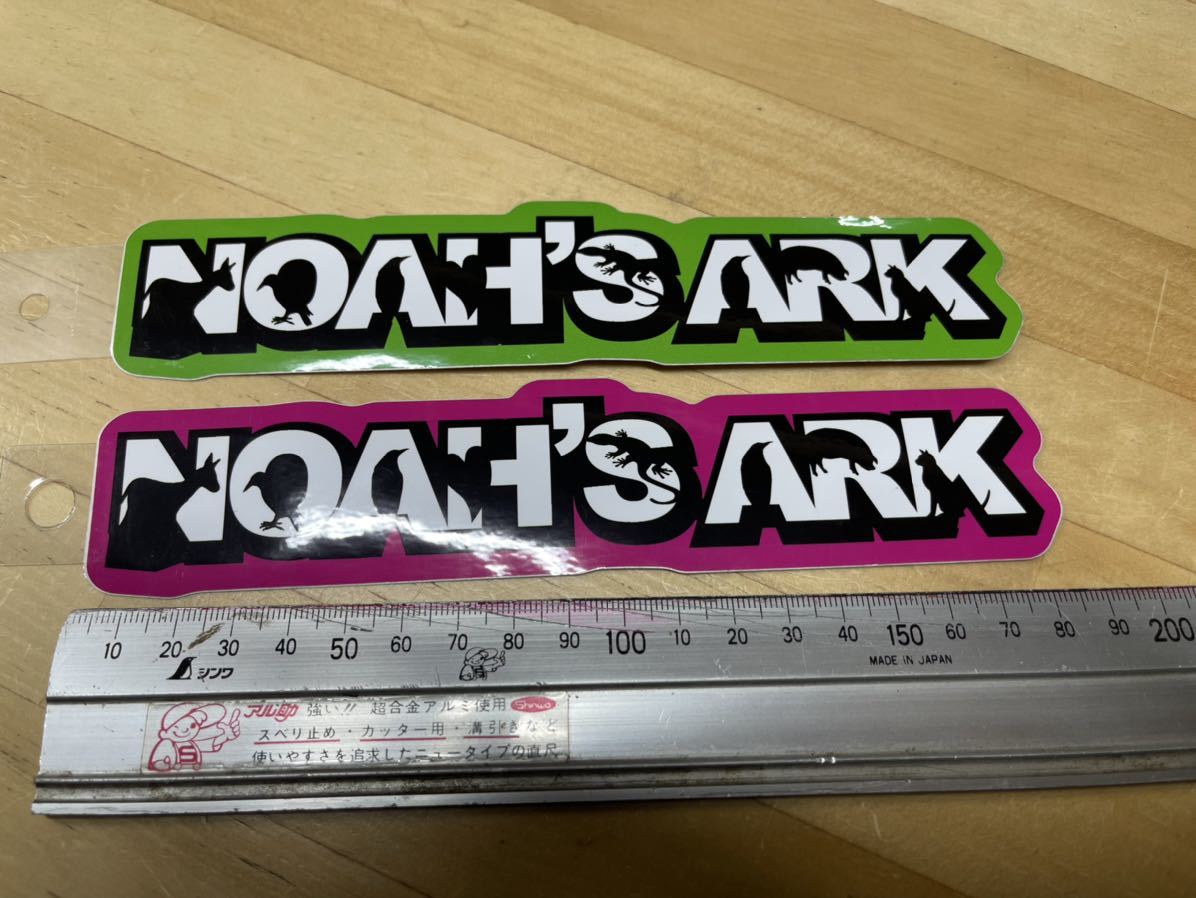 NOAH'S ARK
NOAH'S ARK
10 20 30 40 50 60 70 80 90 100 10 20 30 40 150 60 70 80 90 200
シンワ
MADE IN JAPAN
アル助 強い!! 超合金アルミ使用 Shinwa
スベリ止め・カッター用・溝引きなど
使いやすさを追求したニュータイプの直尺